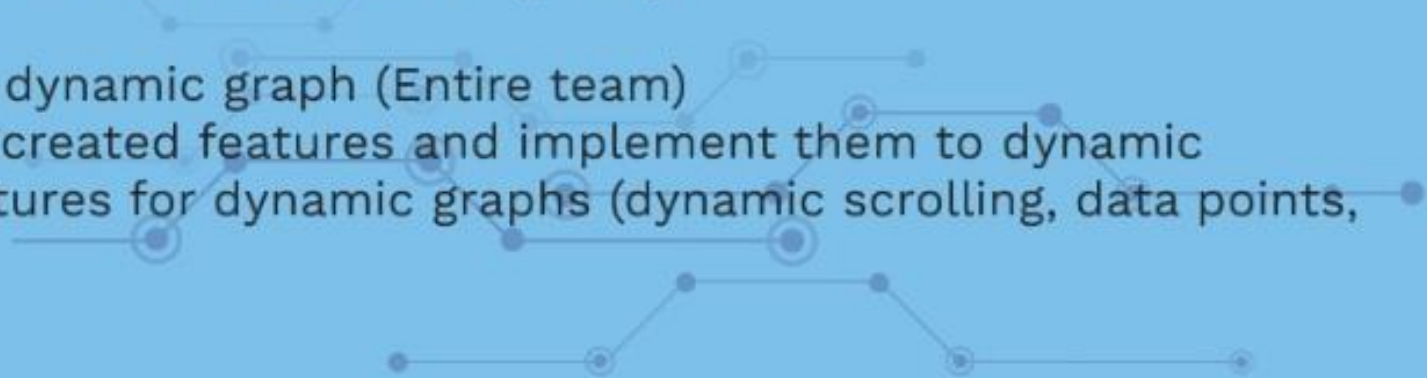 dynamic graph (Entire team)
created features and implement them to dynamic
tures for dynamic graphs (dynamic scrolling, data points,